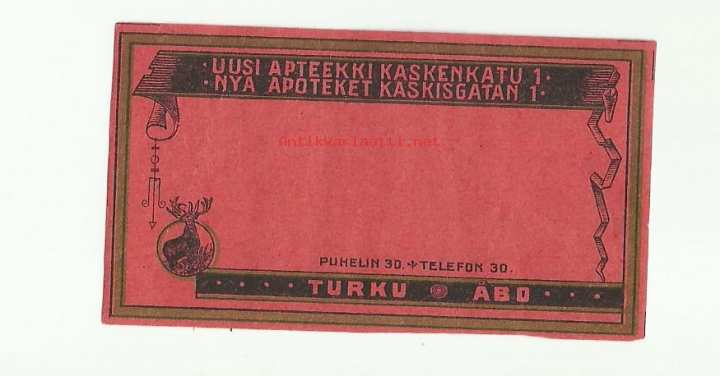 · UUSI APTEEKKI KASKENKATU 1 ·
· NYA APOTEKET KASKISGATAN 1 ·
Antikvariaatti.net
PUHELIN 30. TELEFON 30.
· · · · TURKU ÅBO · · · ·